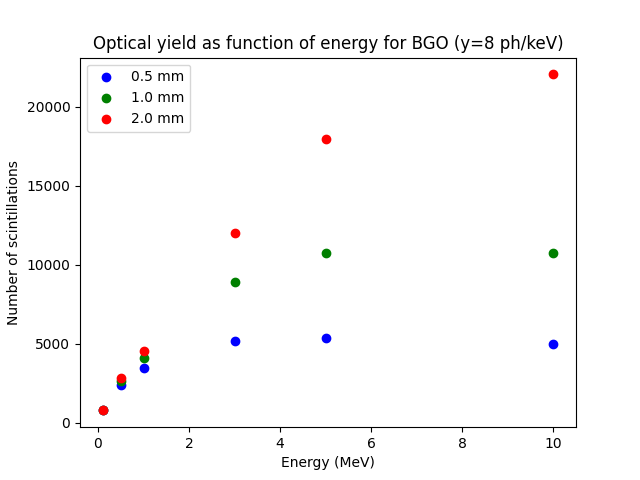 Optical yield as function of energy for BGO (y=8 ph/keV)
0.5 mm
1.0 mm
2.0 mm
20000
15000
10000
5000
0
Number of scintillations
0 2 4 6 8 10
Energy (MeV)